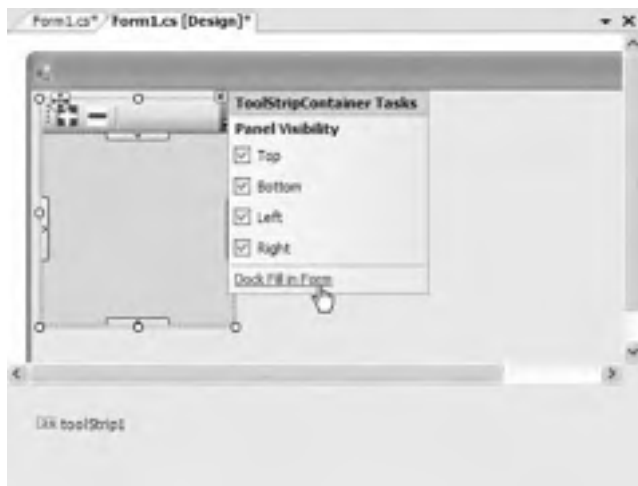 Form1.cs* Form1.cs [Design]*
ToolStripContainer Tasks
Panel Visibility
Top
Bottom
Left
Right
Dock Fill in Form
toolStrip1